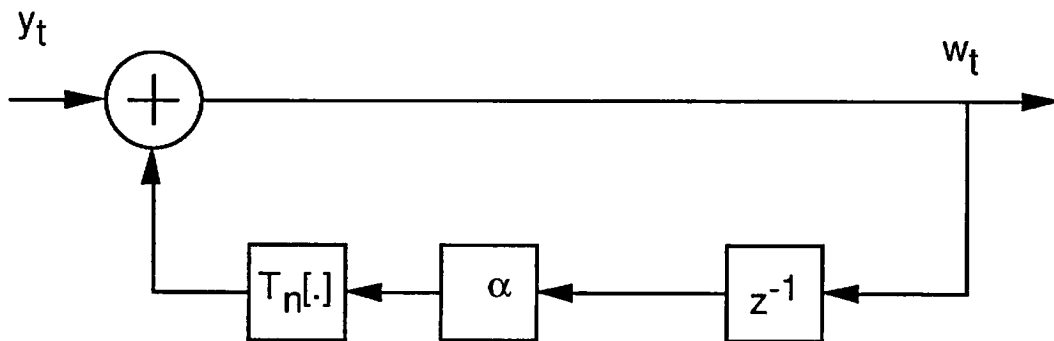 y_t
w_t
+
T_n[.]
α
z^-1